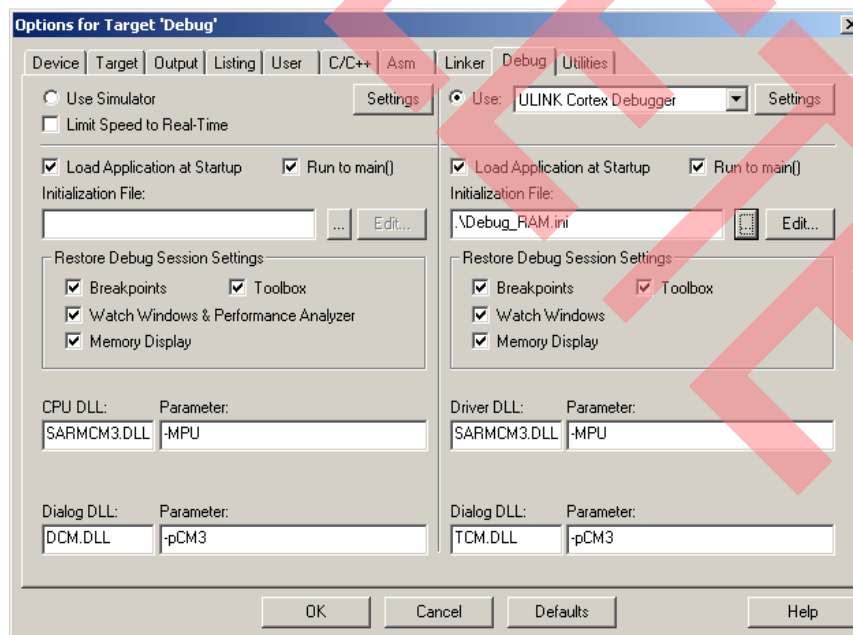 Options for Target 'Debug'
Device Target Output Listing User C/C++ Asm Linker Debug Utilities
Use Simulator Settings Use: ULINK Cortex Debugger Settings
Limit Speed to Real-Time
Load Application at Startup Run to main() Load Application at Startup Run to main()
Initialization File: Initialization File:
... Edit... .\Debug_RAM.ini ... Edit...
Restore Debug Session Settings Restore Debug Session Settings
Breakpoints Toolbox Breakpoints Toolbox
Watch Windows & Performance Analyzer Watch Windows
Memory Display Memory Display
CPU DLL: Parameter: Driver DLL: Parameter:
SARMCM3.DLL -MPU SARMCM3.DLL -MPU
Dialog DLL: Parameter: Dialog DLL: Parameter:
DCM.DLL -pCM3 TCM.DLL -pCM3
OK Cancel Defaults Help